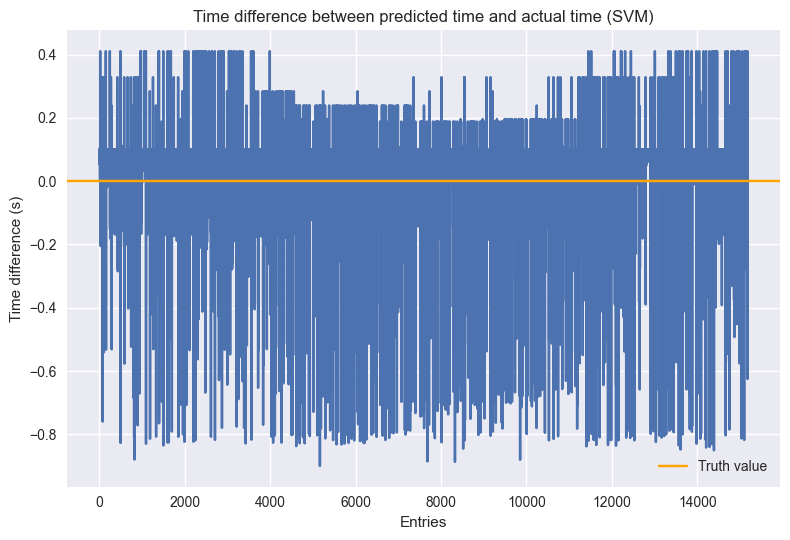 Time difference between predicted time and actual time (SVM)
0.4
0.2
0.0
−0.2
−0.4
−0.6
−0.8
Time difference (s)
Truth value
0 2000 4000 6000 8000 10000 12000 14000
Entries